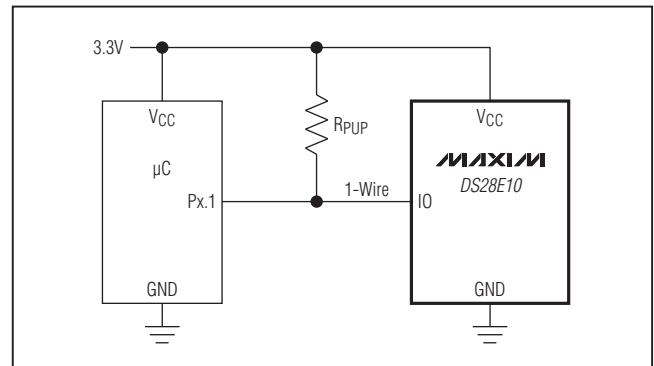 3.3V
VCC
µC
Px.1
GND
RPUP
1-Wire
VCC
MAXIM
DS28E10
IO
GND